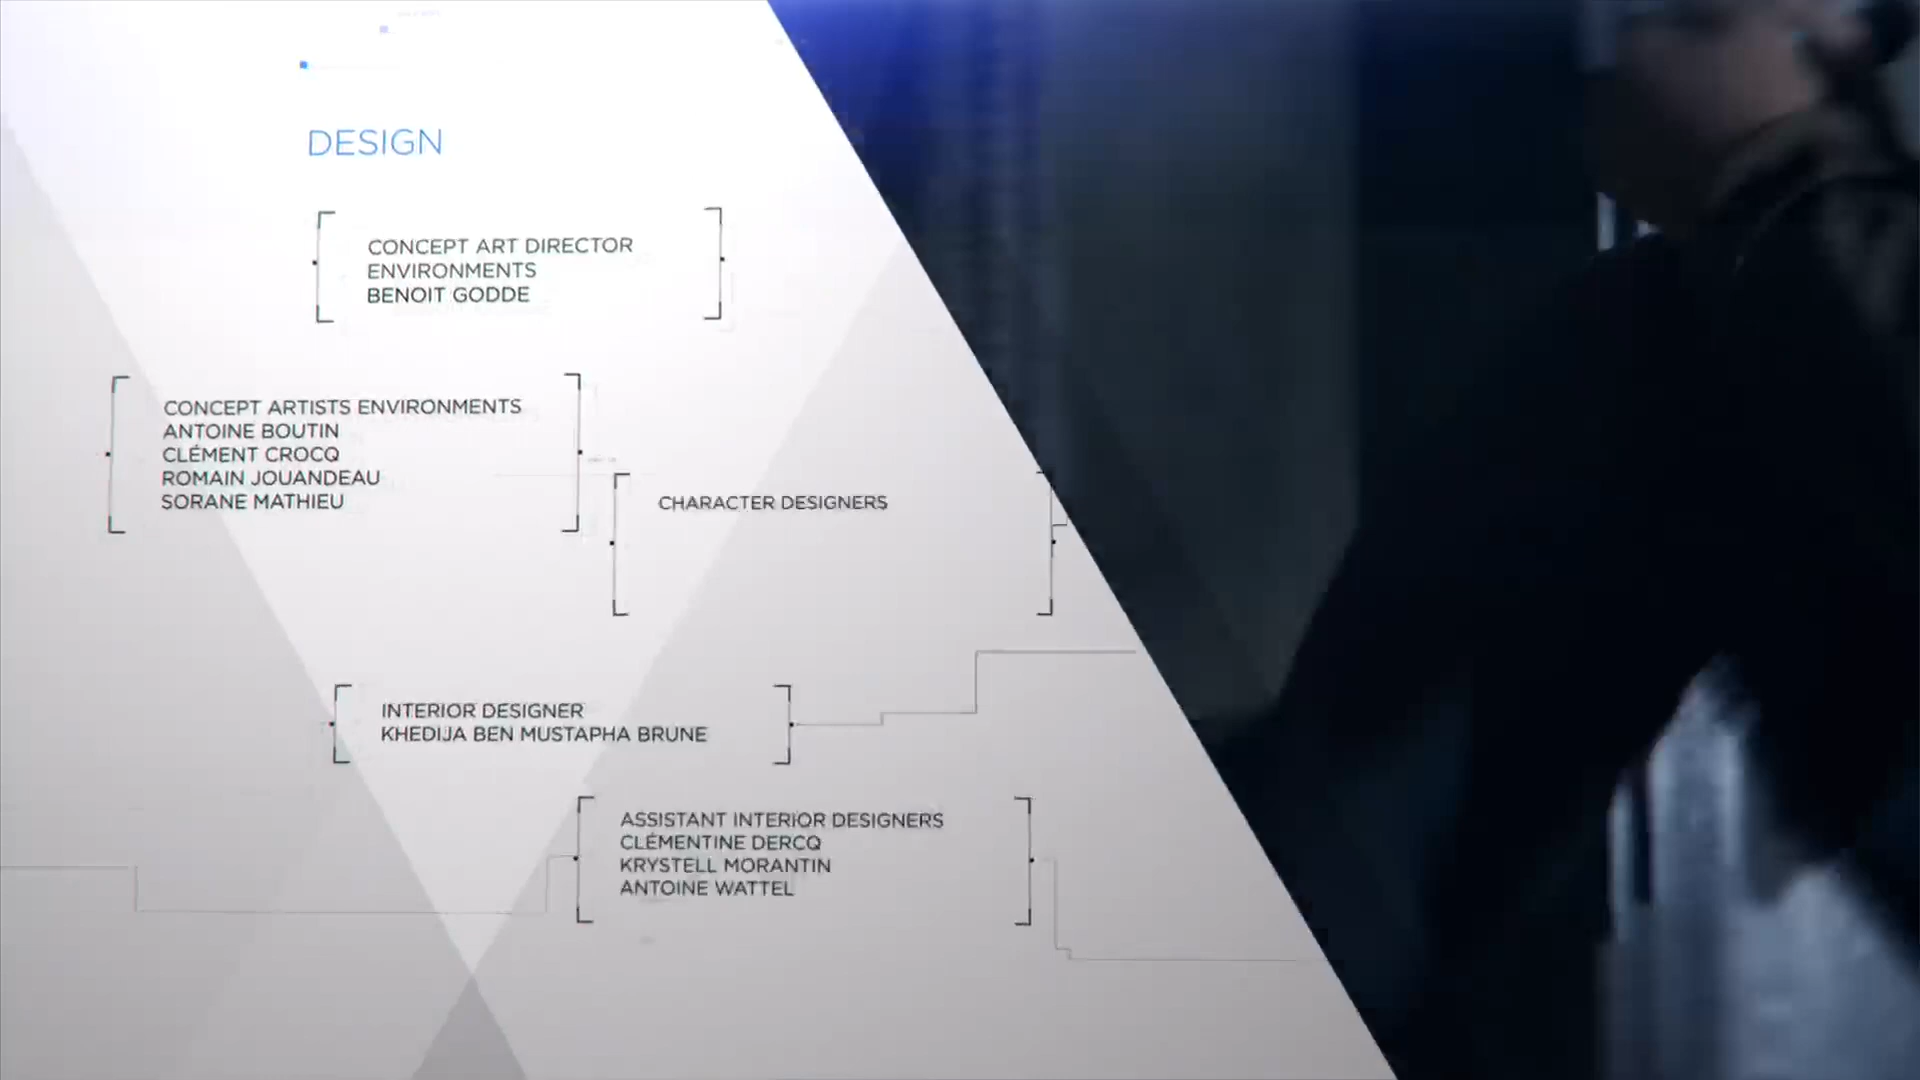 DESIGN
CONCEPT ART DIRECTOR
ENVIRONMENTS
BENOIT GODDE
CONCEPT ARTISTS ENVIRONMENTS
ANTOINE BOUTIN
CLÉMENT CROCQ
ROMAIN JOUANDEAU
SORANE MATHIEU
CHARACTER DESIGNERS
INTERIOR DESIGNER
KHEDIJA BEN MUSTAPHA BRUNE
ASSISTANT INTERIOR DESIGNERS
CLÉMENTINE DERCQ
KRYSTELL MORANTIN
ANTOINE WATTEL